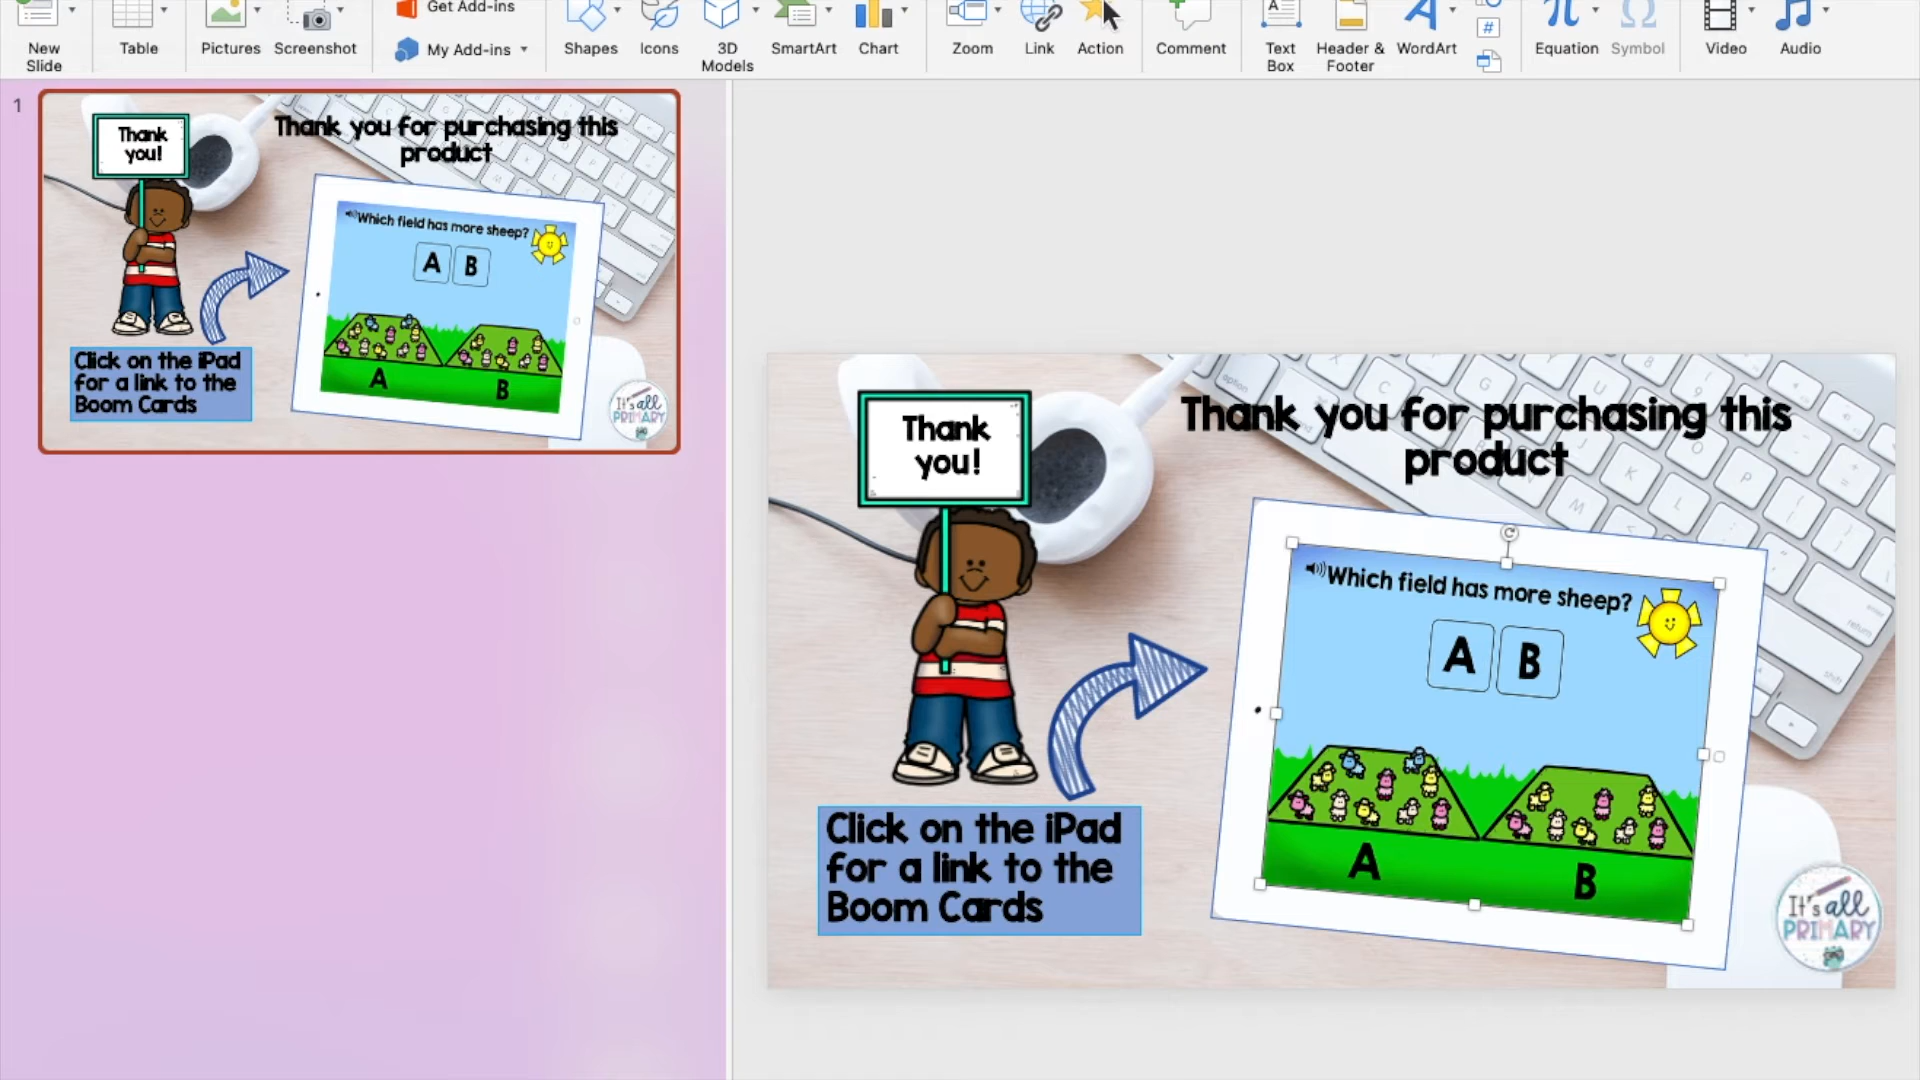 Get Add-ins
New
Slide
Table
Pictures
Screenshot
My Add-ins
Shapes
Icons
3D
Models
SmartArt
Chart
Zoom
Link
Action
Comment
Text
Box
Header &
Footer
WordArt
Equation
Symbol
Video
Audio
1
Thank
you!
Thank you for purchasing this
product
Which field has more sheep?
A B
A
B
Click on the iPad
for a link to the
Boom Cards
It's all
PRIMARY
Thank
you!
Thank you for purchasing this
product
Which field has more sheep?
A B
A
B
Click on the iPad
for a link to the
Boom Cards
It's all
PRIMARY